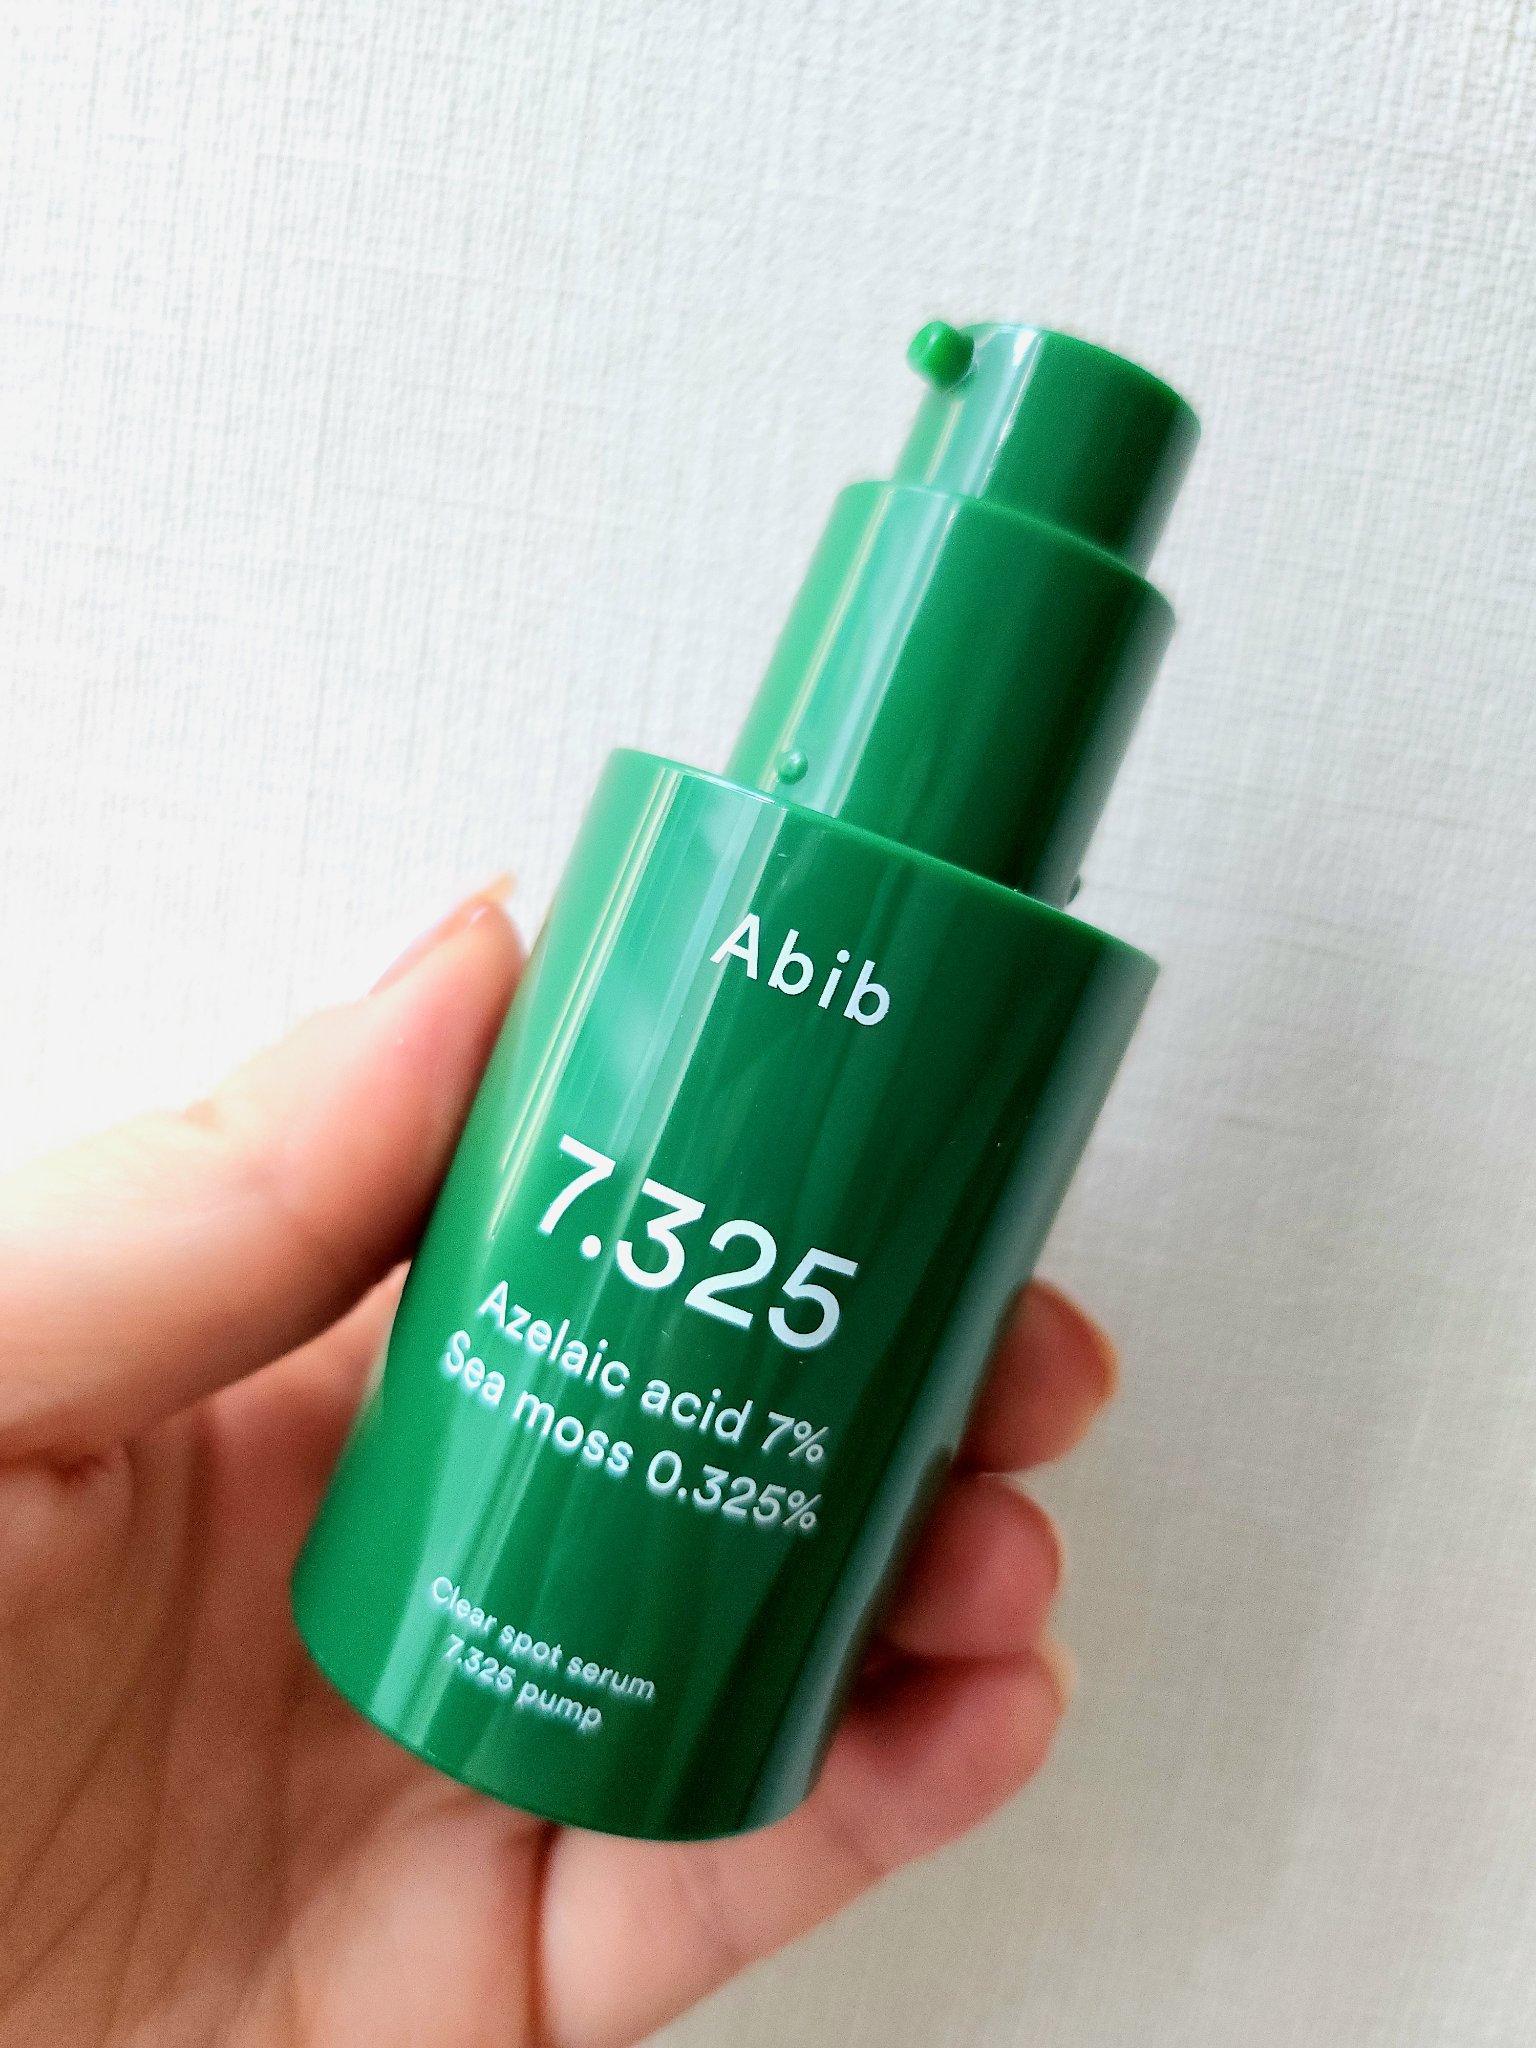 Abib
7.325
Azelaic acid 7%
Sea moss 0.325%
Clear spot serum
7.325 pump